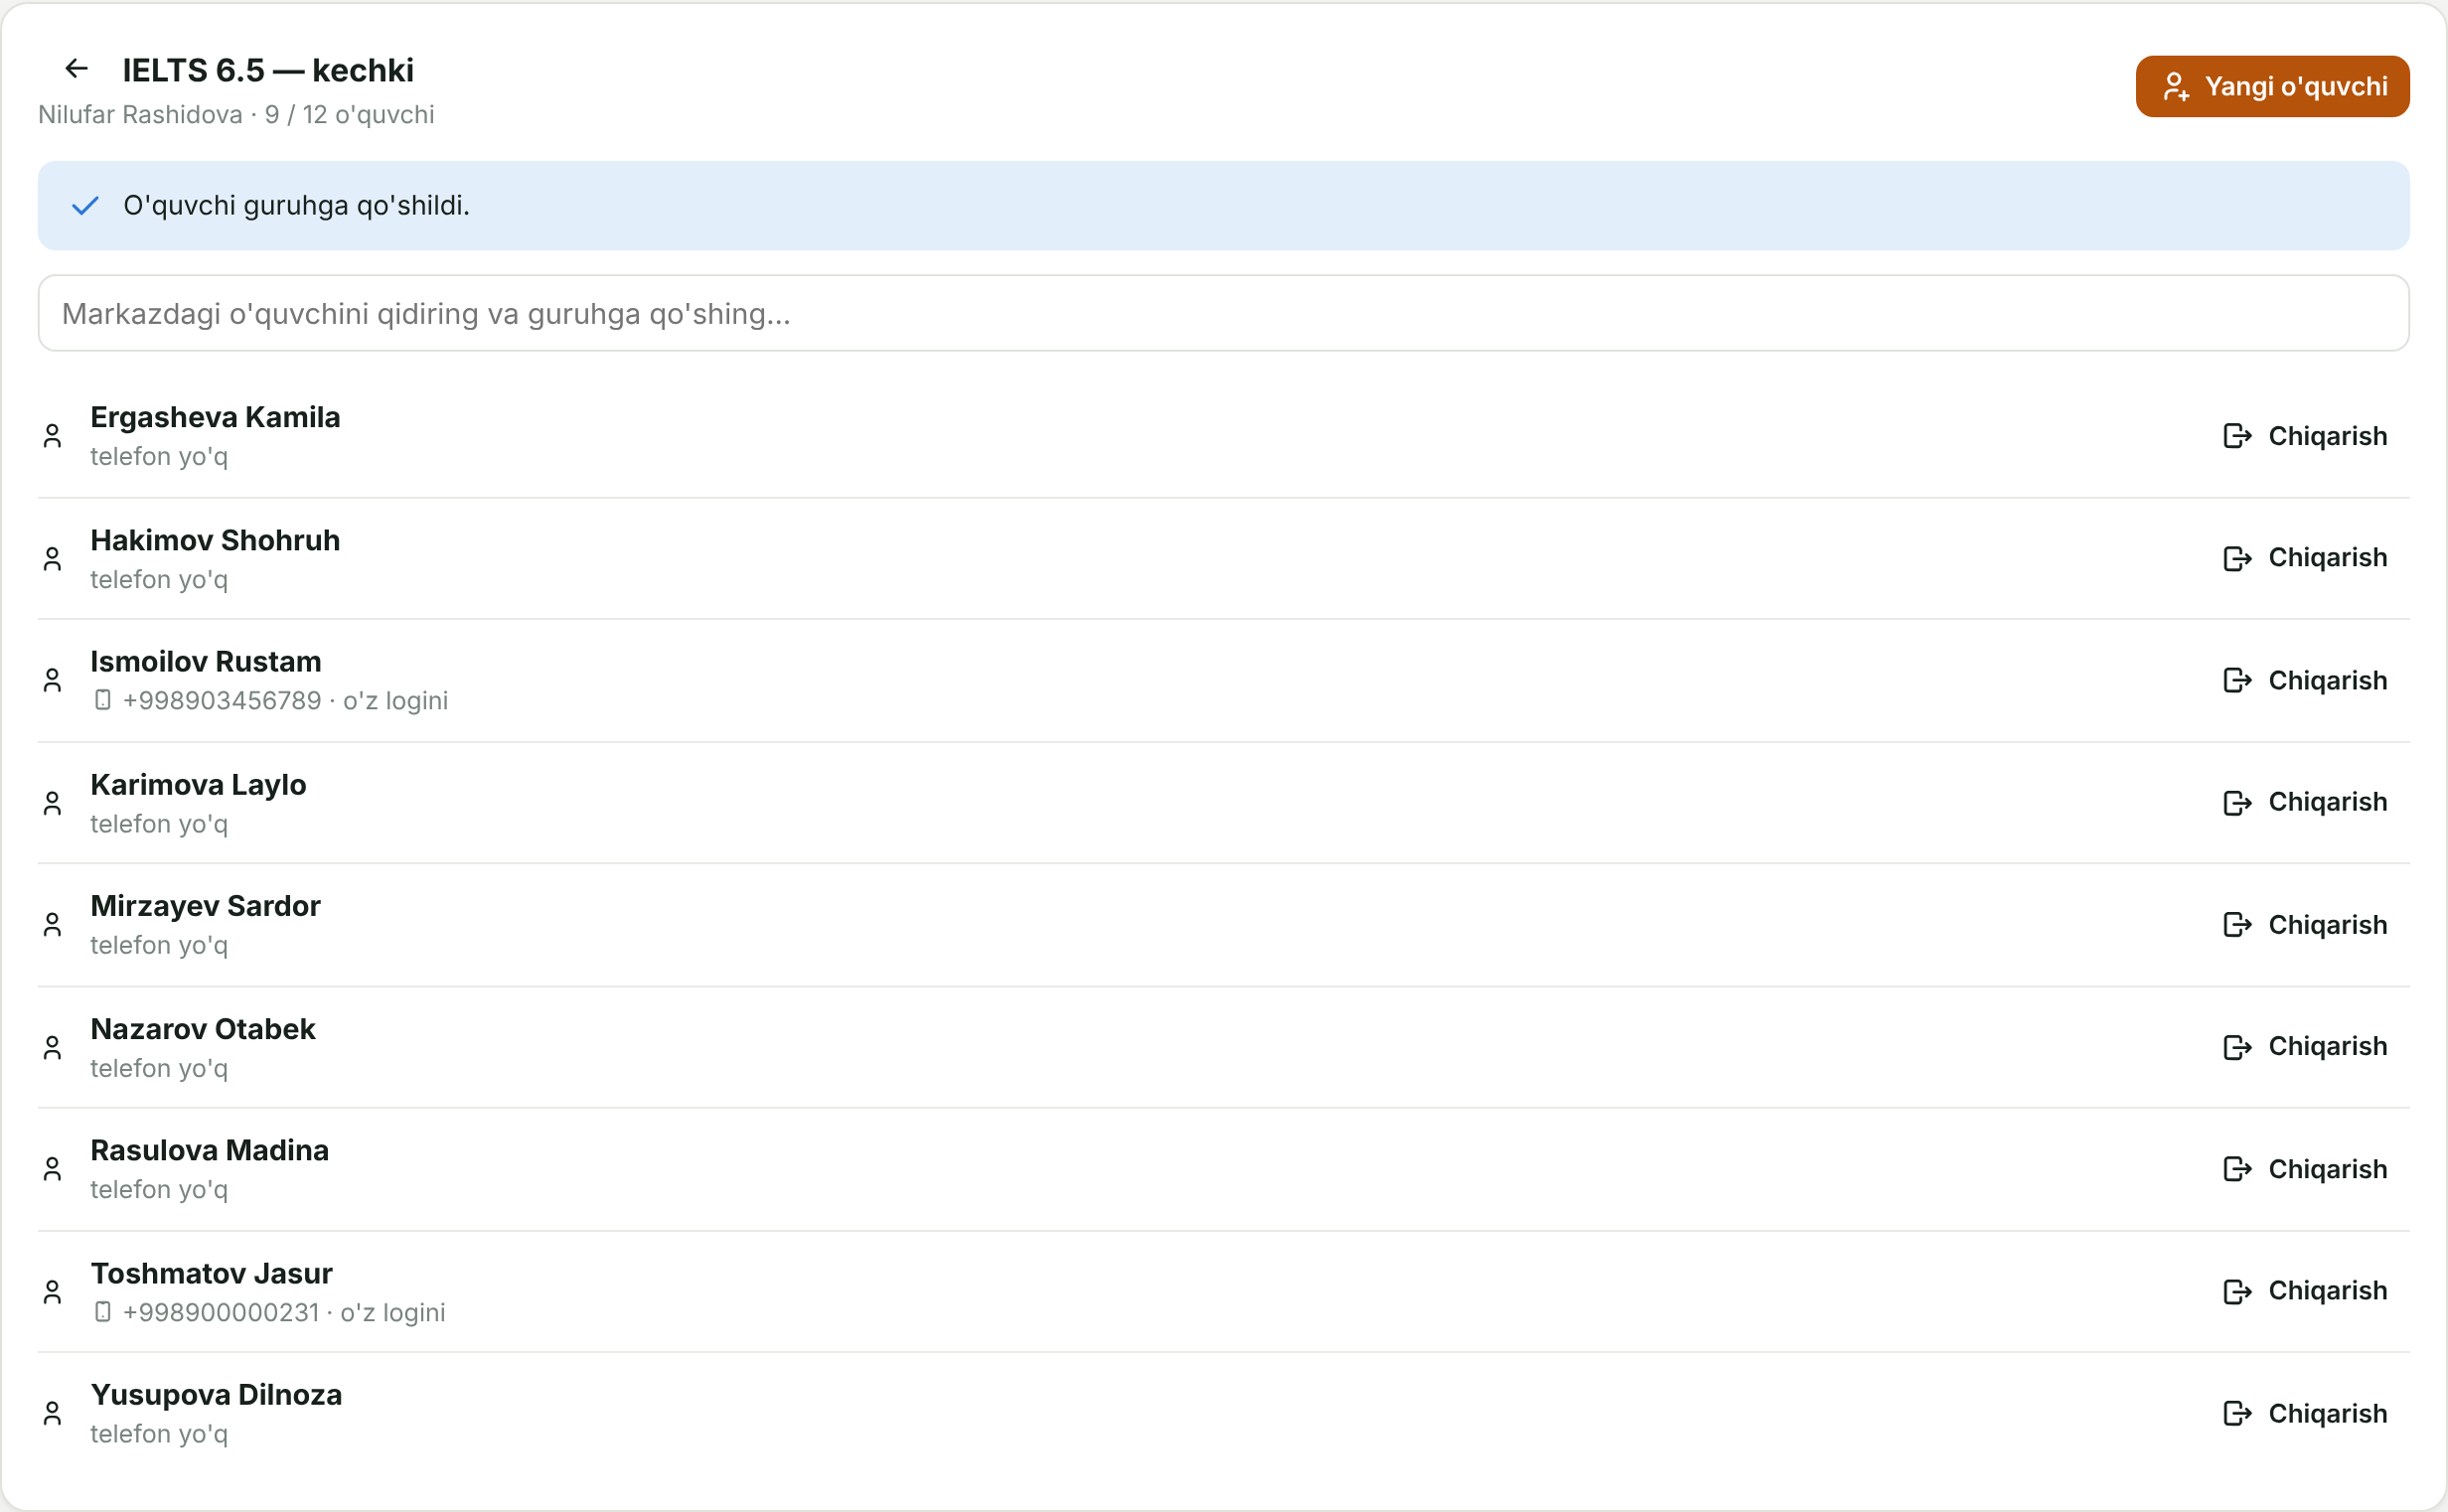 IELTS 6.5 — kechki
Nilufar Rashidova · 9 / 12 o'quvchi
Yangi o'quvchi
O'quvchi guruhga qo'shildi.
Markazdagi o'quvchini qidiring va guruhga qo'shing...
Ergasheva Kamila
telefon yo'q
Chiqarish
Hakimov Shohruh
telefon yo'q
Chiqarish
Ismoilov Rustam
+998903456789 · o'z logini
Chiqarish
Karimova Laylo
telefon yo'q
Chiqarish
Mirzayev Sardor
telefon yo'q
Chiqarish
Nazarov Otabek
telefon yo'q
Chiqarish
Rasulova Madina
telefon yo'q
Chiqarish
Toshmatov Jasur
+998900000231 · o'z logini
Chiqarish
Yusupova Dilnoza
telefon yo'q
Chiqarish